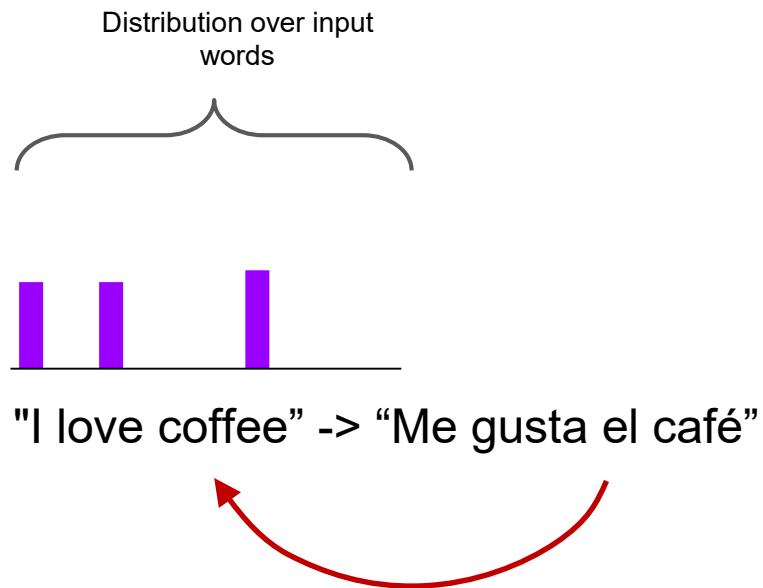 Distribution over input
words
"I love coffee” -> “Me gusta el café”